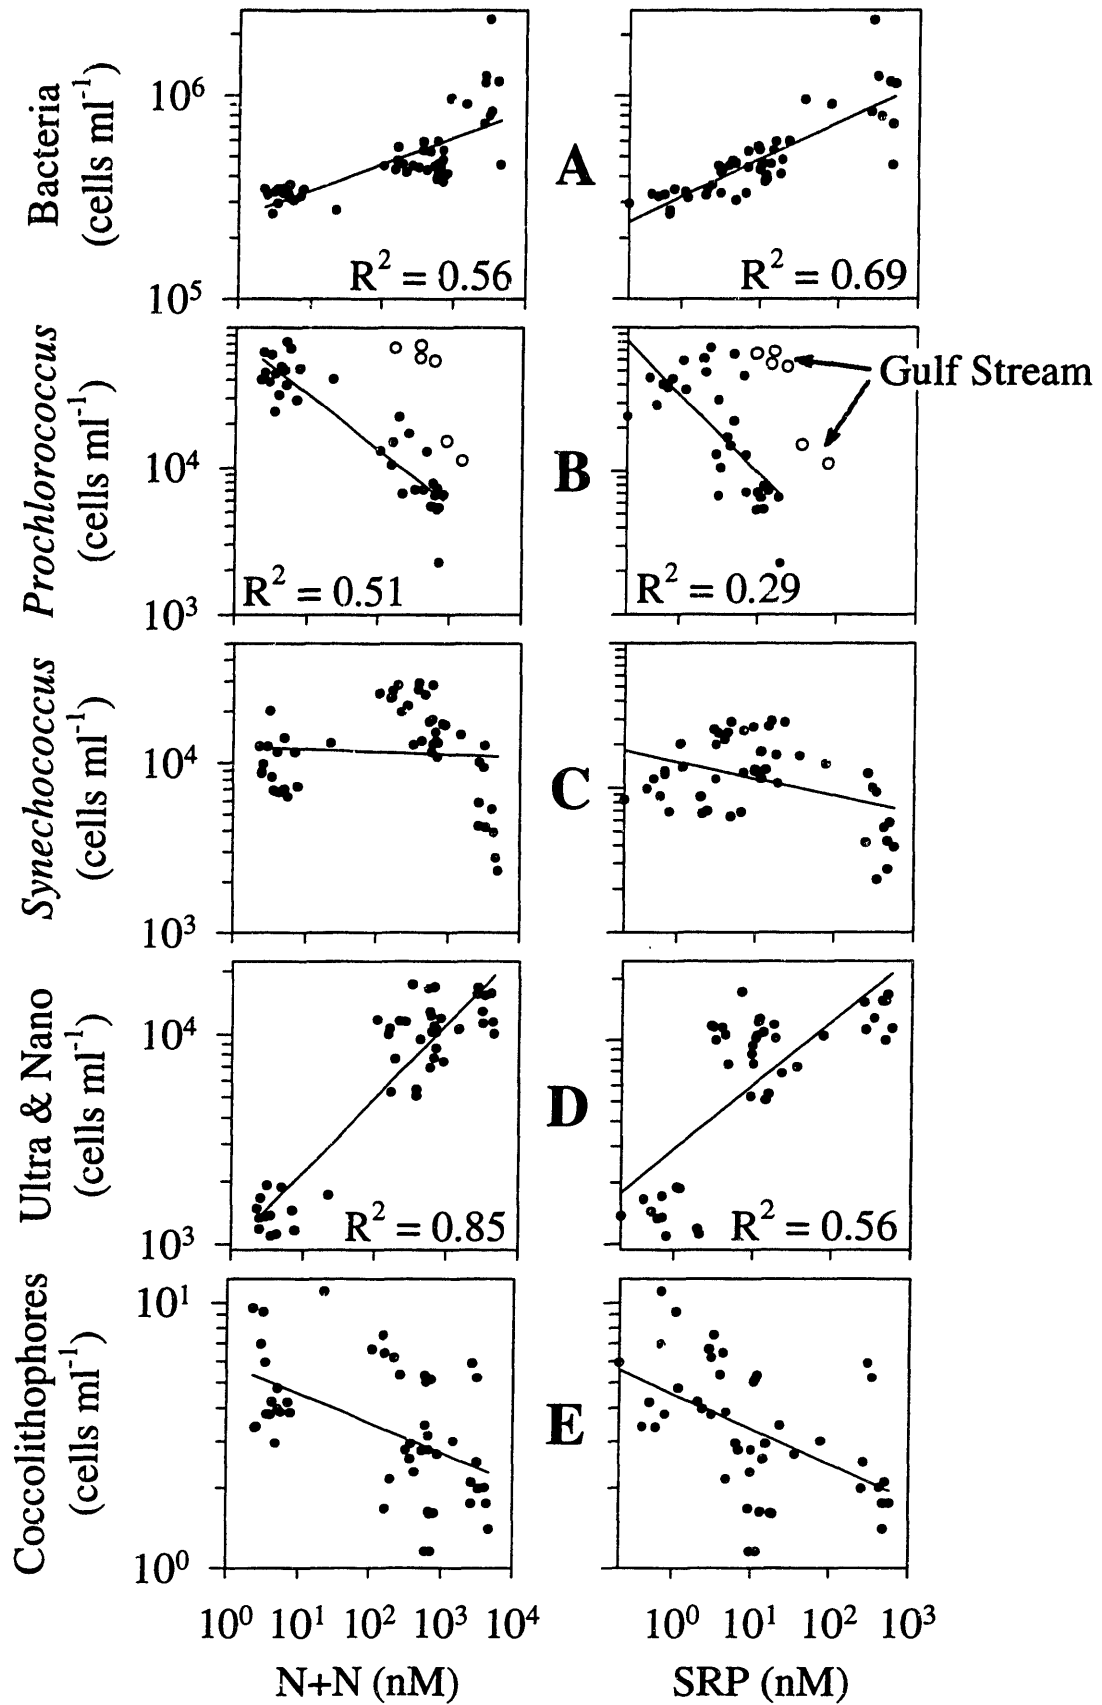 Bacteria
(cells ml⁻¹)
10⁶
10⁵
A
R² = 0.56
R² = 0.69
Prochlorococcus
(cells ml⁻¹)
10⁴
10³
B
Gulf Stream
R² = 0.51
R² = 0.29
Synechococcus
(cells ml⁻¹)
10⁴
10³
C
Ultra & Nano
(cells ml⁻¹)
10⁴
10³
D
R² = 0.85
R² = 0.56
Coccolithophores
(cells ml⁻¹)
10¹
10⁰
E
10⁰ 10¹ 10² 10³ 10⁴
10⁰ 10¹ 10² 10³
N+N (nM)
SRP (nM)